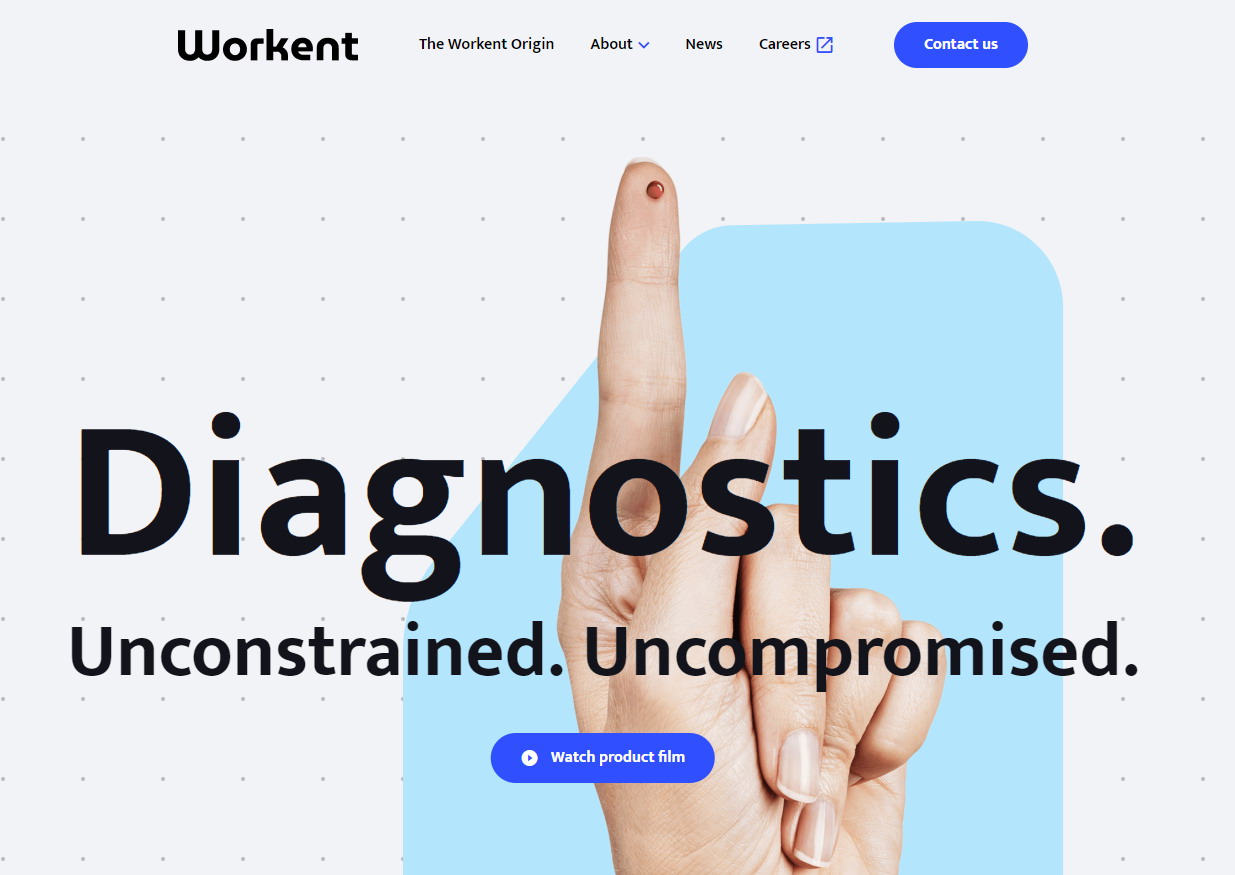 Workent
The Workent Origin
About
News
Careers
Contact us
Diagnostics.
Unconstrained. Uncompromised.
Watch product film